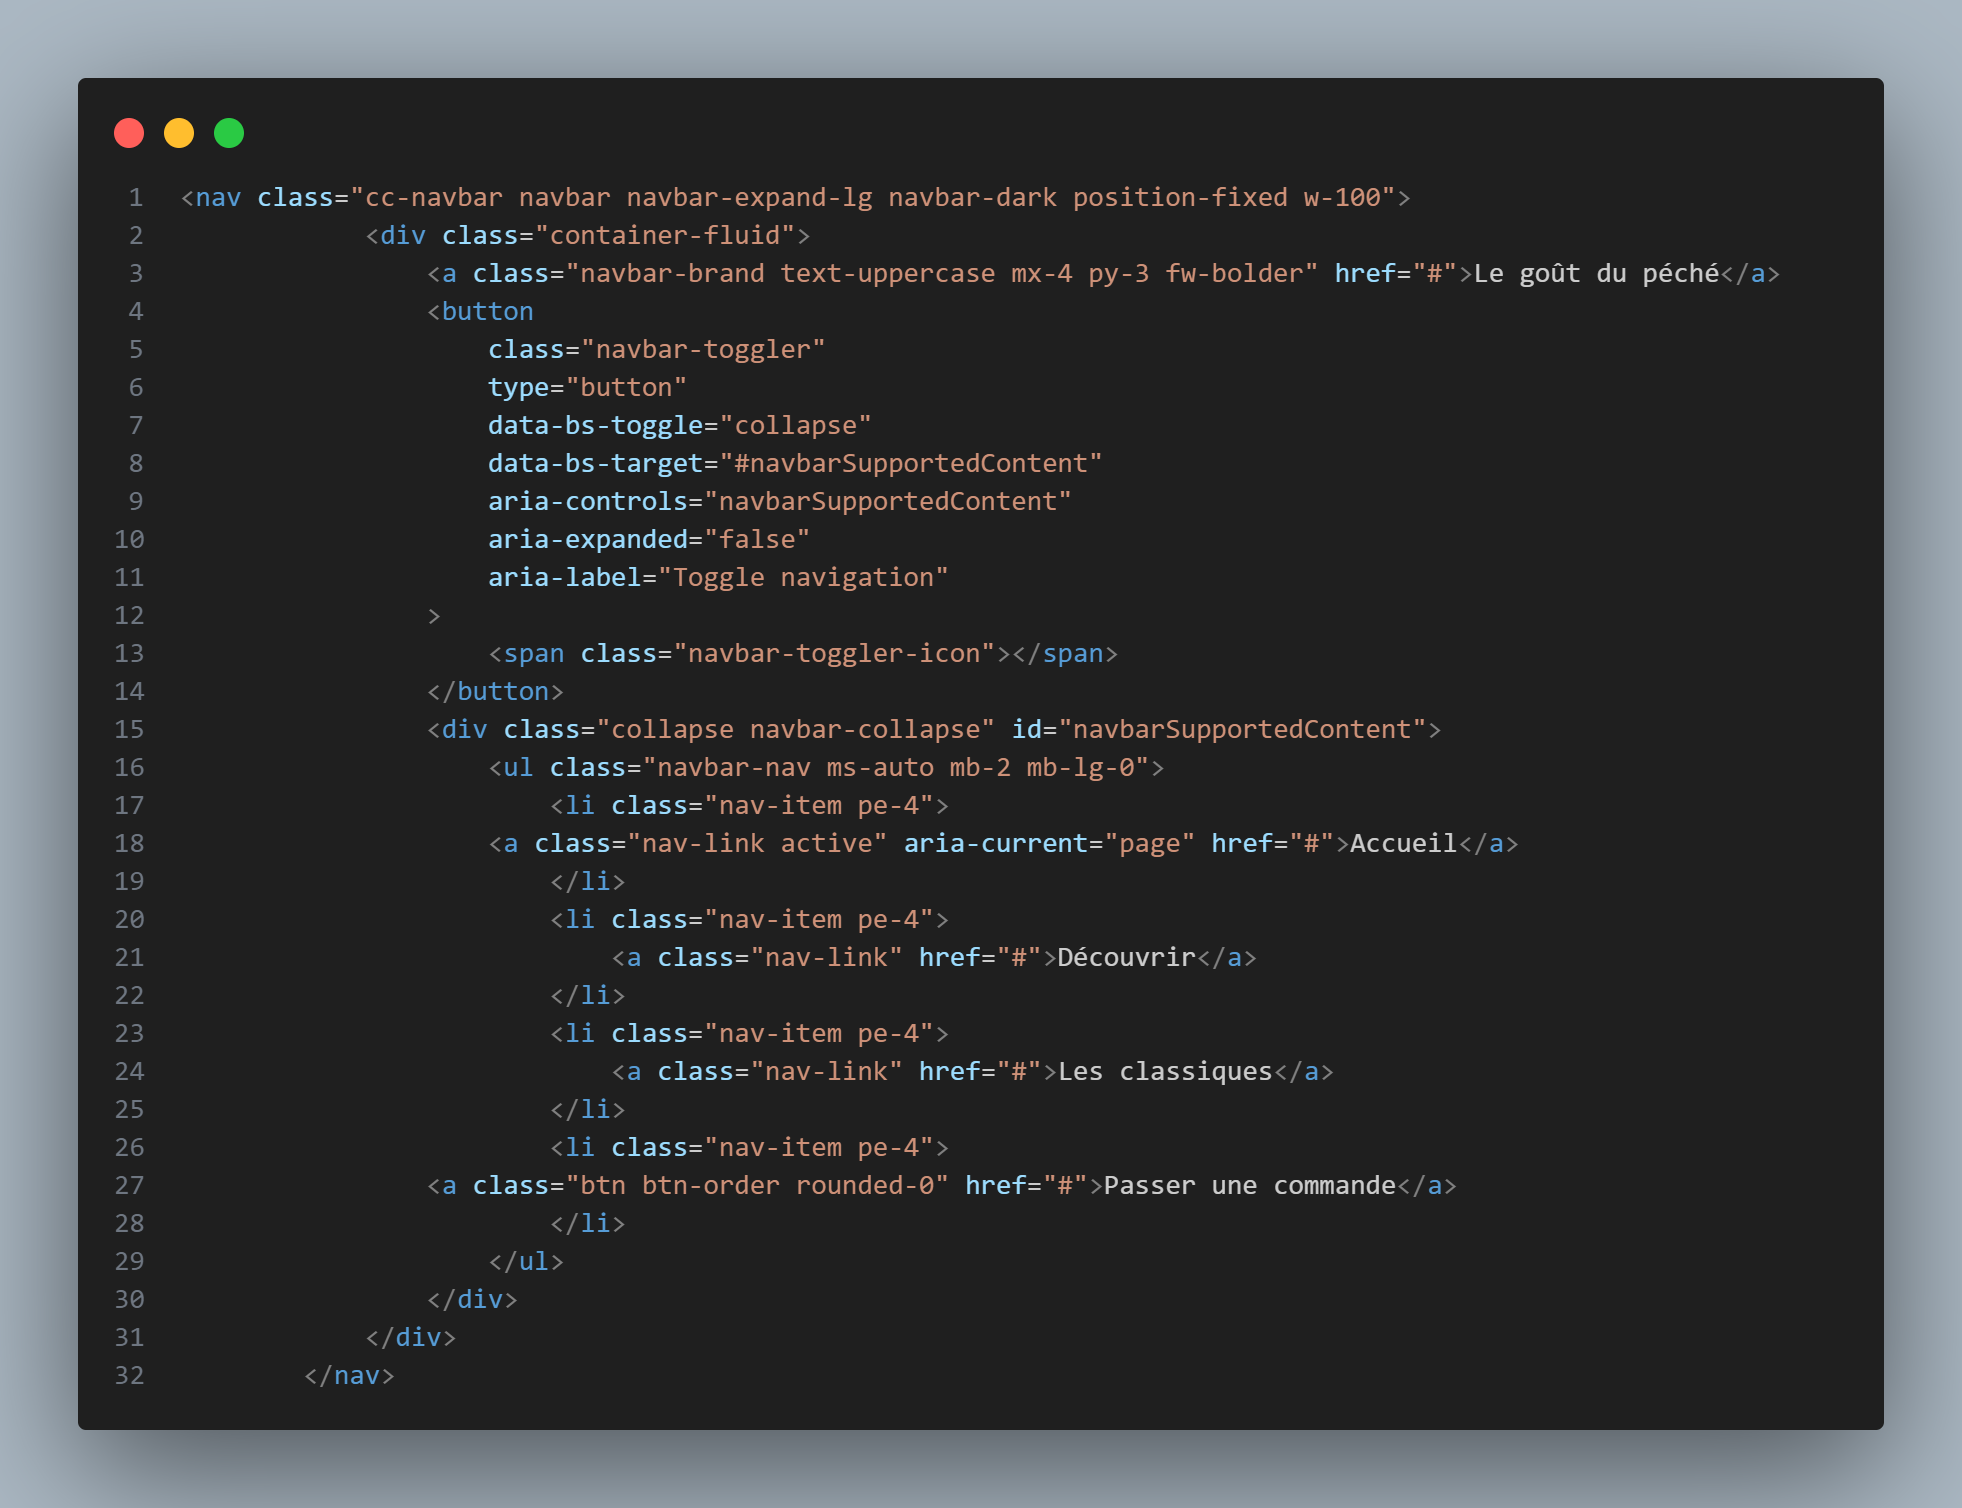 1 <nav class="cc-navbar navbar navbar-expand-lg navbar-dark position-fixed w-100">
2 <div class="container-fluid">
3 <a class="navbar-brand text-uppercase mx-4 py-3 fw-bolder" href="#">Le goût du péché</a>
4 <button
5 class="navbar-toggler"
6 type="button"
7 data-bs-toggle="collapse"
8 data-bs-target="#navbarSupportedContent"
9 aria-controls="navbarSupportedContent"
10 aria-expanded="false"
11 aria-label="Toggle navigation"
12 >
13 <span class="navbar-toggler-icon"></span>
14 </button>
15 <div class="collapse navbar-collapse" id="navbarSupportedContent">
16 <ul class="navbar-nav ms-auto mb-2 mb-lg-0">
17 <li class="nav-item pe-4">
18 <a class="nav-link active" aria-current="page" href="#">Accueil</a>
19 </li>
20 <li class="nav-item pe-4">
21 <a class="nav-link" href="#">Découvrir</a>
22 </li>
23 <li class="nav-item pe-4">
24 <a class="nav-link" href="#">Les classiques</a>
25 </li>
26 <li class="nav-item pe-4">
27 <a class="btn btn-order rounded-0" href="#">Passer une commande</a>
28 </li>
29 </ul>
30 </div>
31 </div>
32 </nav>